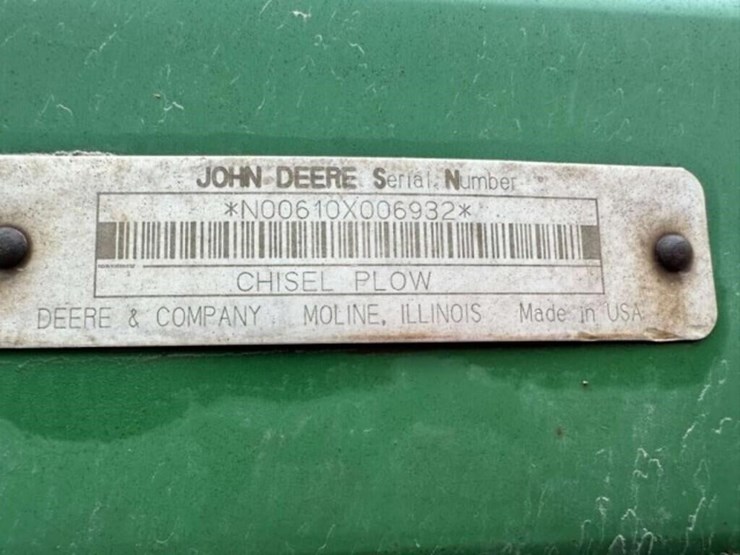 JOHN DEERE Serial Number
*N00610X006932*
CHISEL PLOW
DEERE & COMPANY MOLINE, ILLINOIS Made in USA